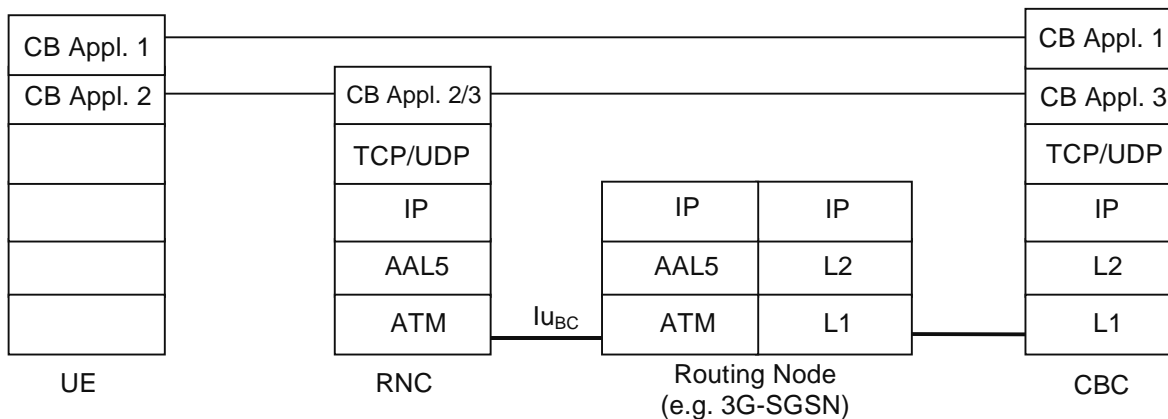 CB Appl. 1
CB Appl. 2
UE
CB Appl. 2/3
TCP/UDP
IP
AAL5
ATM
RNC
IuBC
IP
IP
AAL5
L2
ATM
L1
Routing Node
(e.g. 3G-SGSN)
CB Appl. 1
CB Appl. 3
TCP/UDP
IP
L2
L1
CBC